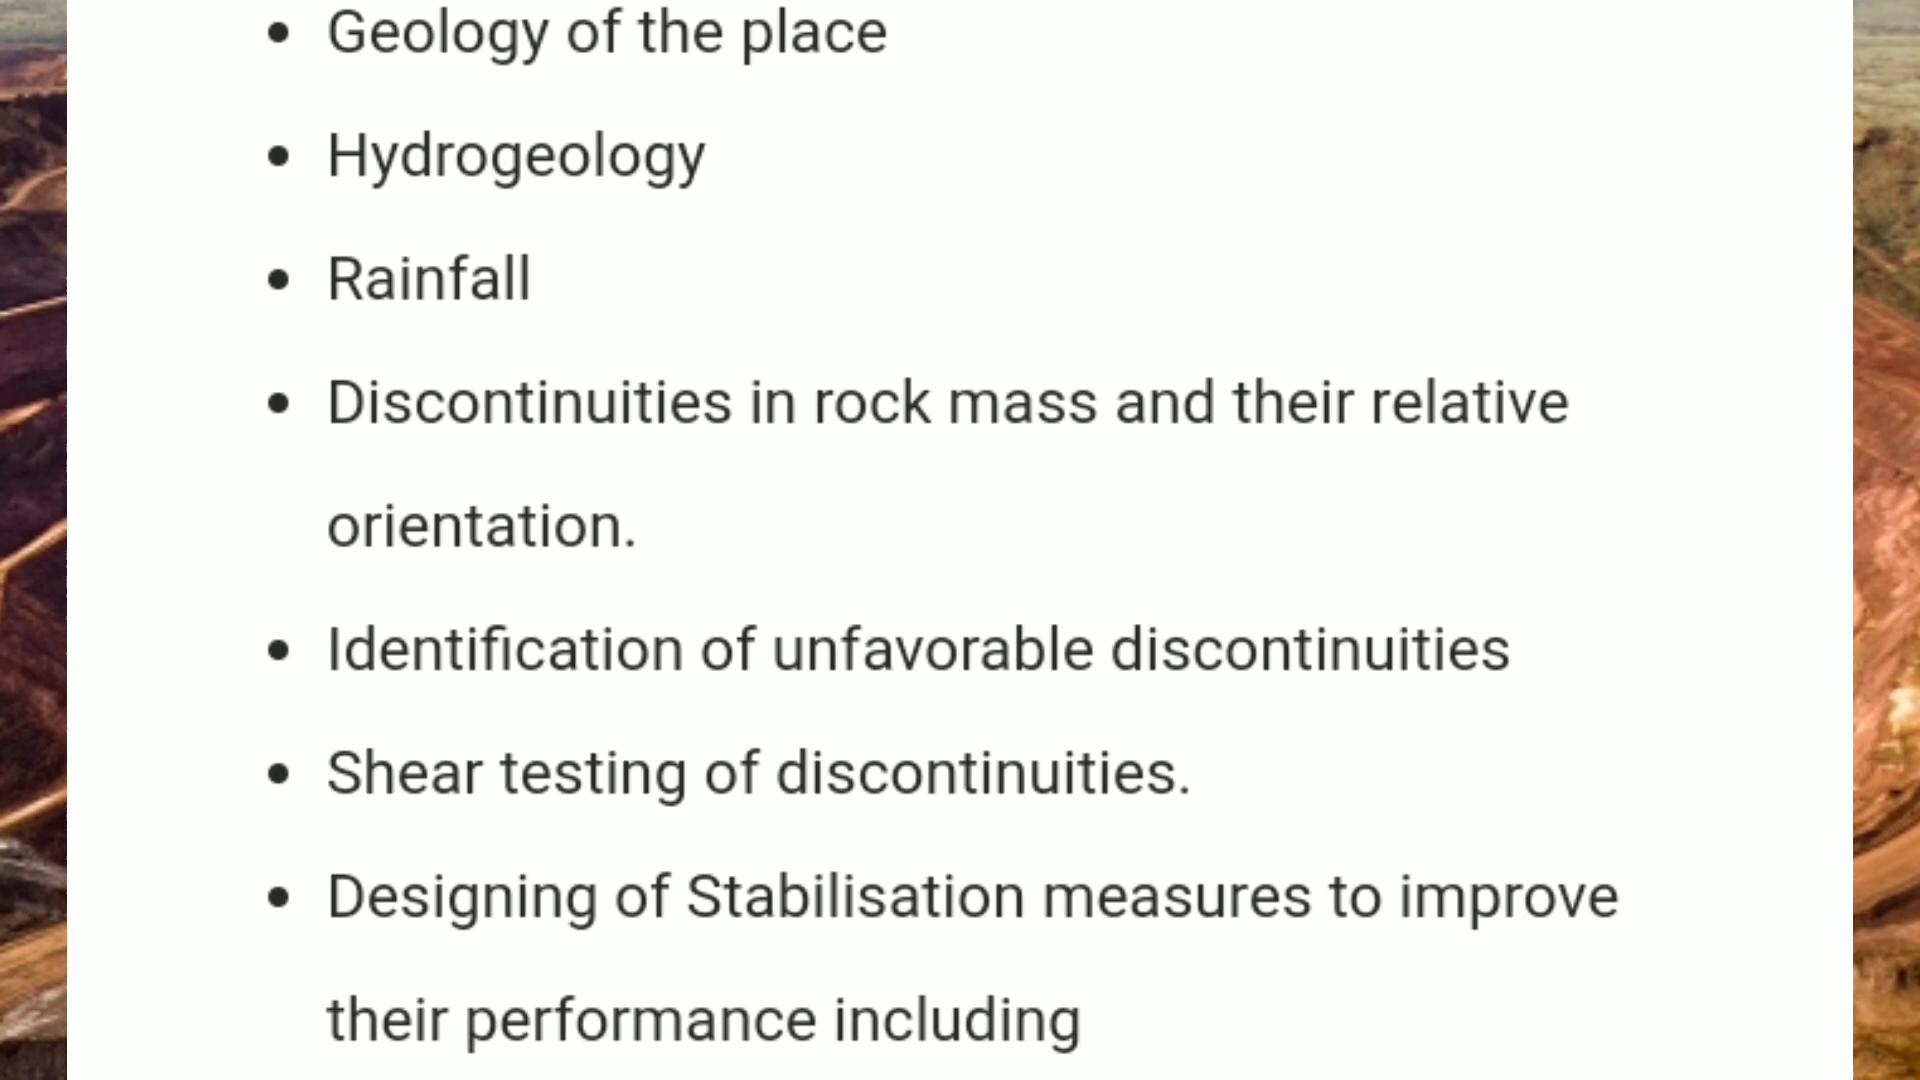 • Geology of the place
• Hydrogeology
• Rainfall
• Discontinuities in rock mass and their relative
orientation.
• Identification of unfavorable discontinuities
• Shear testing of discontinuities.
• Designing of Stabilisation measures to improve
their performance including